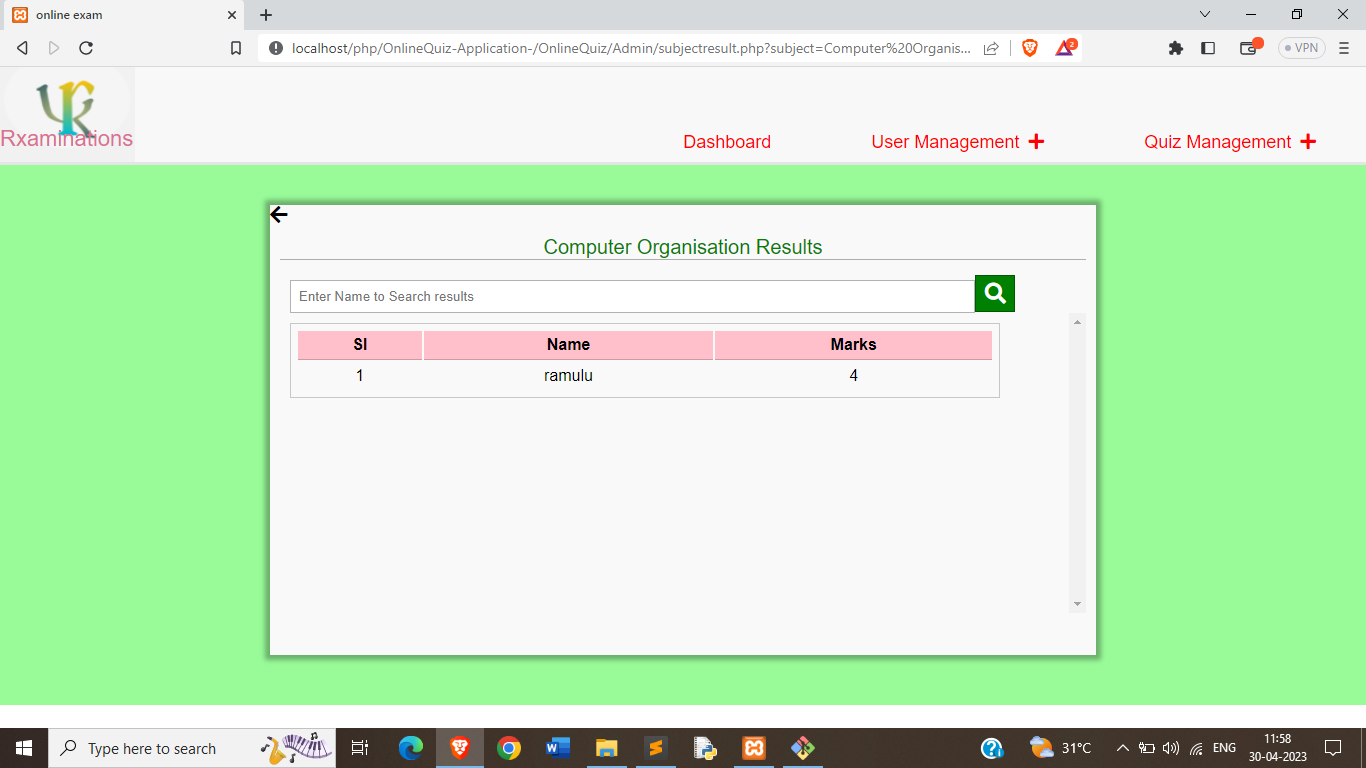 online exam
localhost/php/OnlineQuiz-Application-/OnlineQuiz/Admin/subjectresult.php?subject=Computer%20Organis...
2
VPN
Rxaminations
Dashboard
User Management
Quiz Management
Computer Organisation Results
Enter Name to Search results
Sl Name Marks
1 ramulu 4
Type here to search
31°C
ENG
11:58
30-04-2023